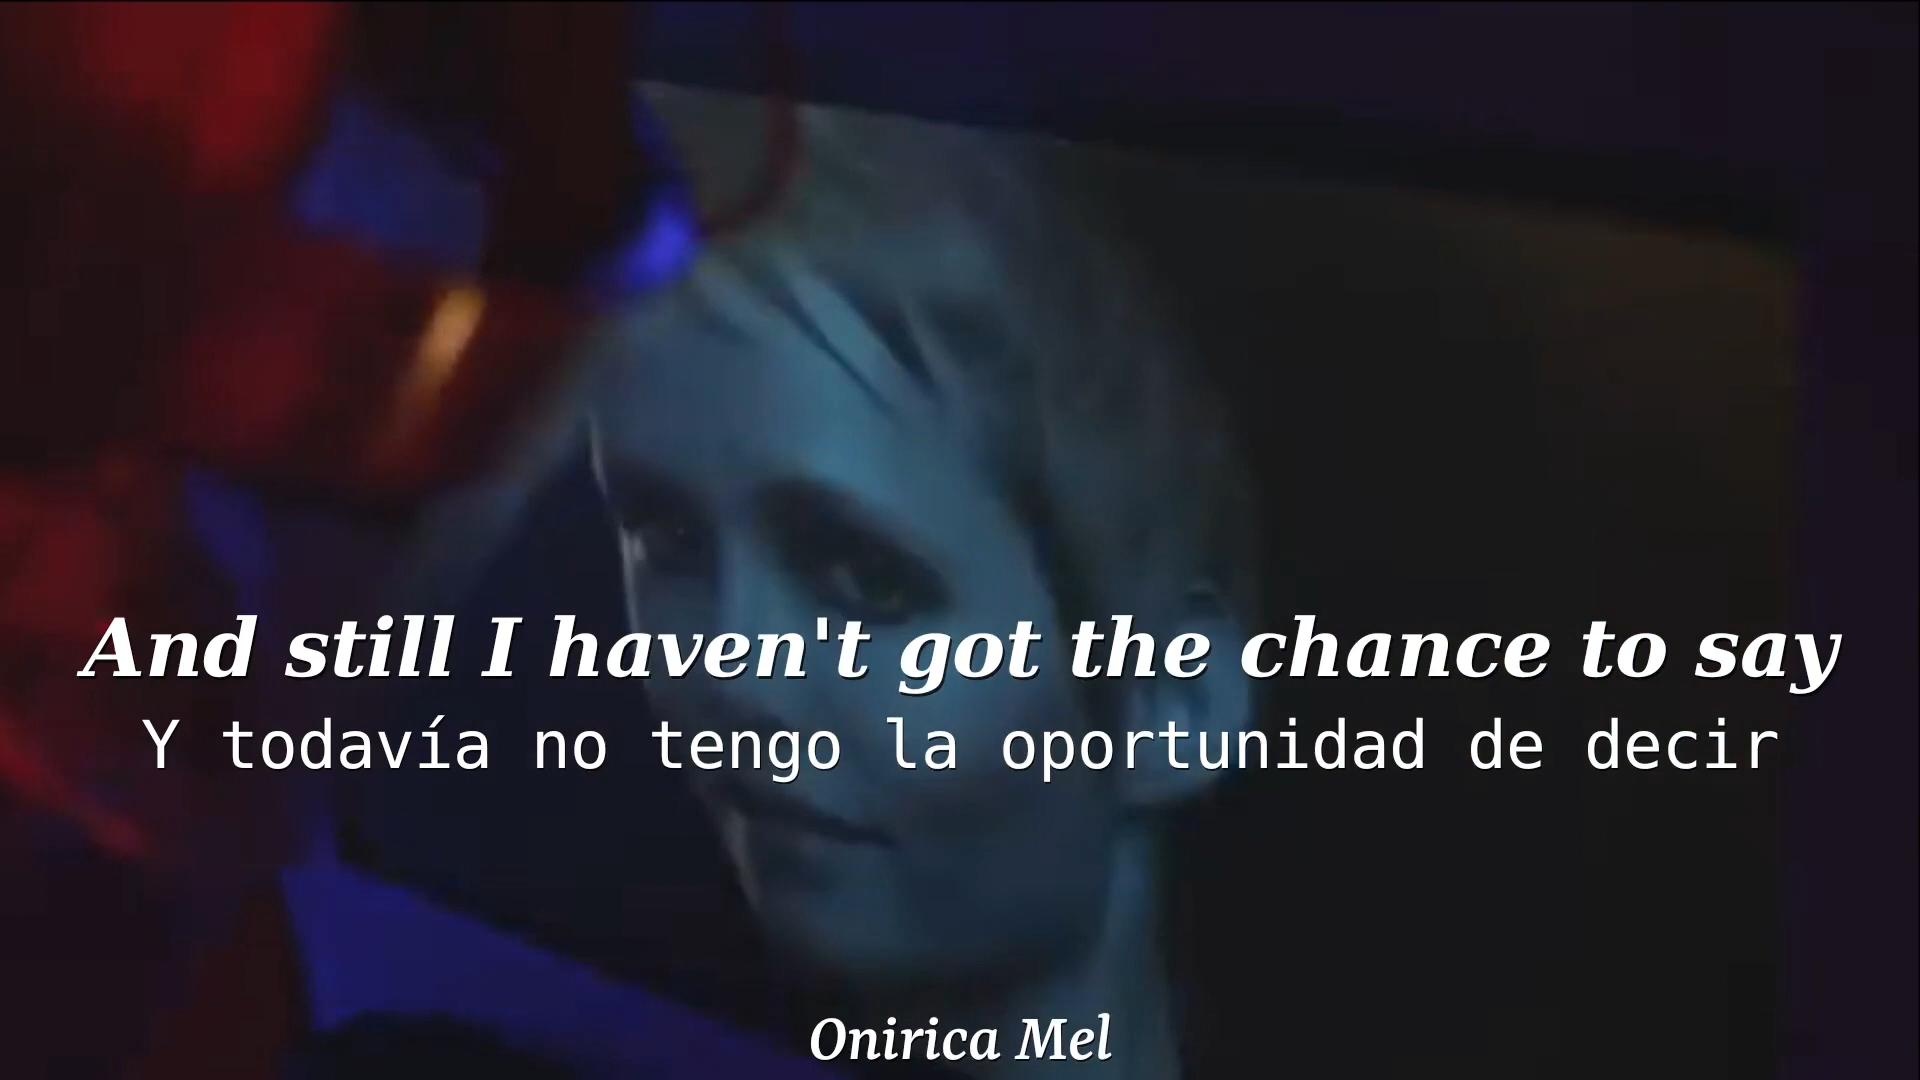 And still I haven't got the chance to say
Y todavía no tengo la oportunidad de decir
Onirica Mel